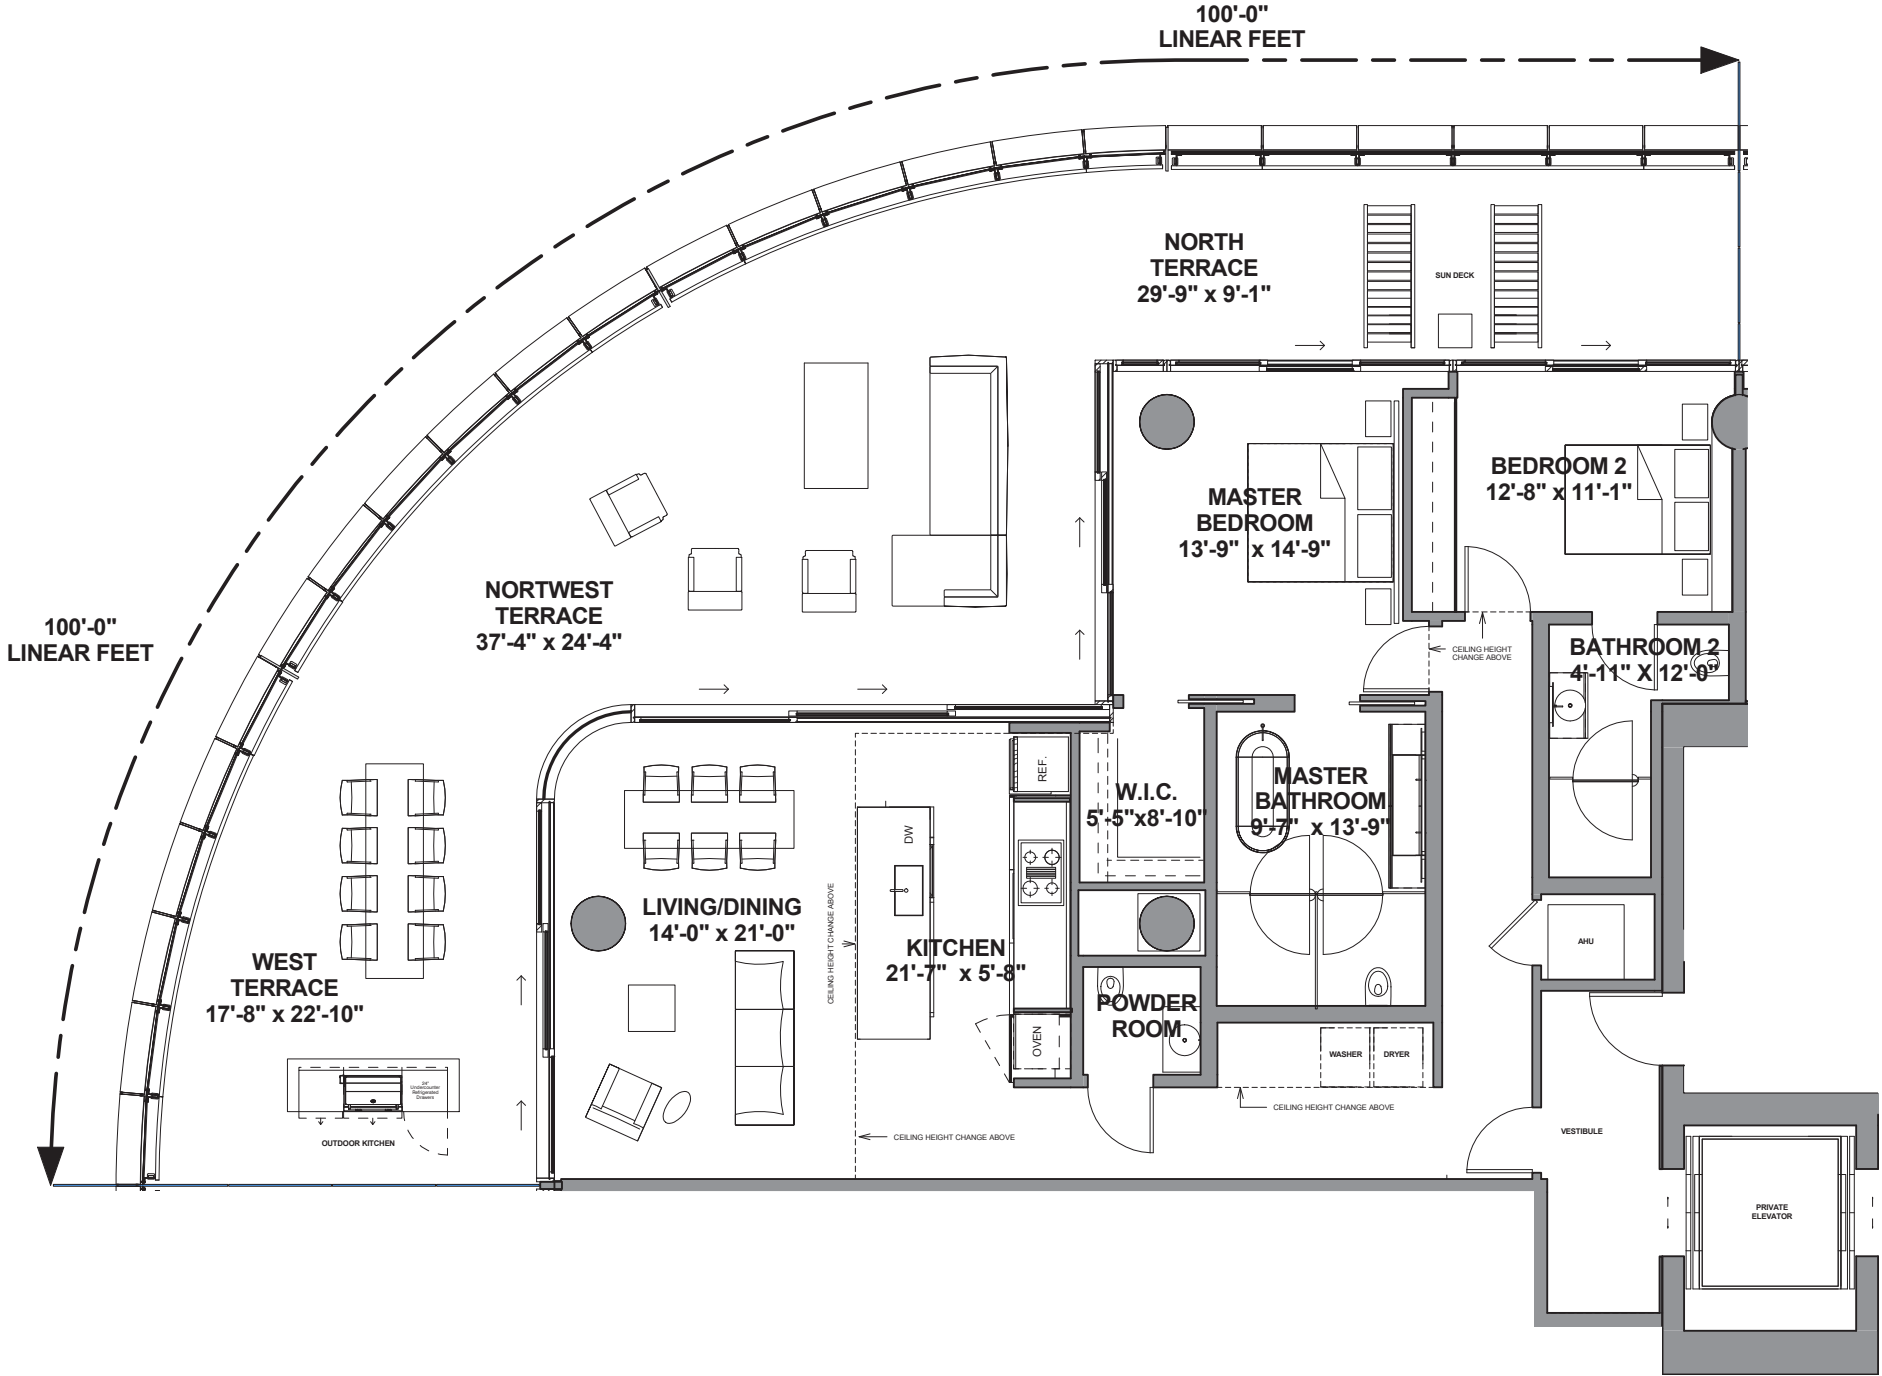 100'-0"
LINEAR FEET
NORTH
TERRACE
29'-9" x 9'-1"
SUN DECK
BEDROOM 2
12'-8" x 11'-1"
MASTER
BEDROOM
13'-9" x 14'-9"
NORTWEST
TERRACE
37'-4" x 24'-4"
100'-0"
LINEAR FEET
CEILING HEIGHT
CHANGE ABOVE
BATHROOM 2
4'-11" X 12'-0"
REF.
W.I.C.
5'-5"x8'-10"
MASTER
BATHROOM
9'-7" x 13'-9"
DW
CEILING HEIGHT CHANGE ABOVE
LIVING/DINING
14'-0" x 21'-0"
KITCHEN
21'-7" x 5'-8"
AHU
WEST
TERRACE
17'-8" x 22'-10"
POWDER
ROOM
OVEN
WASHER
DRYER
24"
Undercounter
Refrigerated
Drawers
CEILING HEIGHT CHANGE ABOVE
OUTDOOR KITCHEN
CEILING HEIGHT CHANGE ABOVE
VESTIBULE
PRIVATE
ELEVATOR